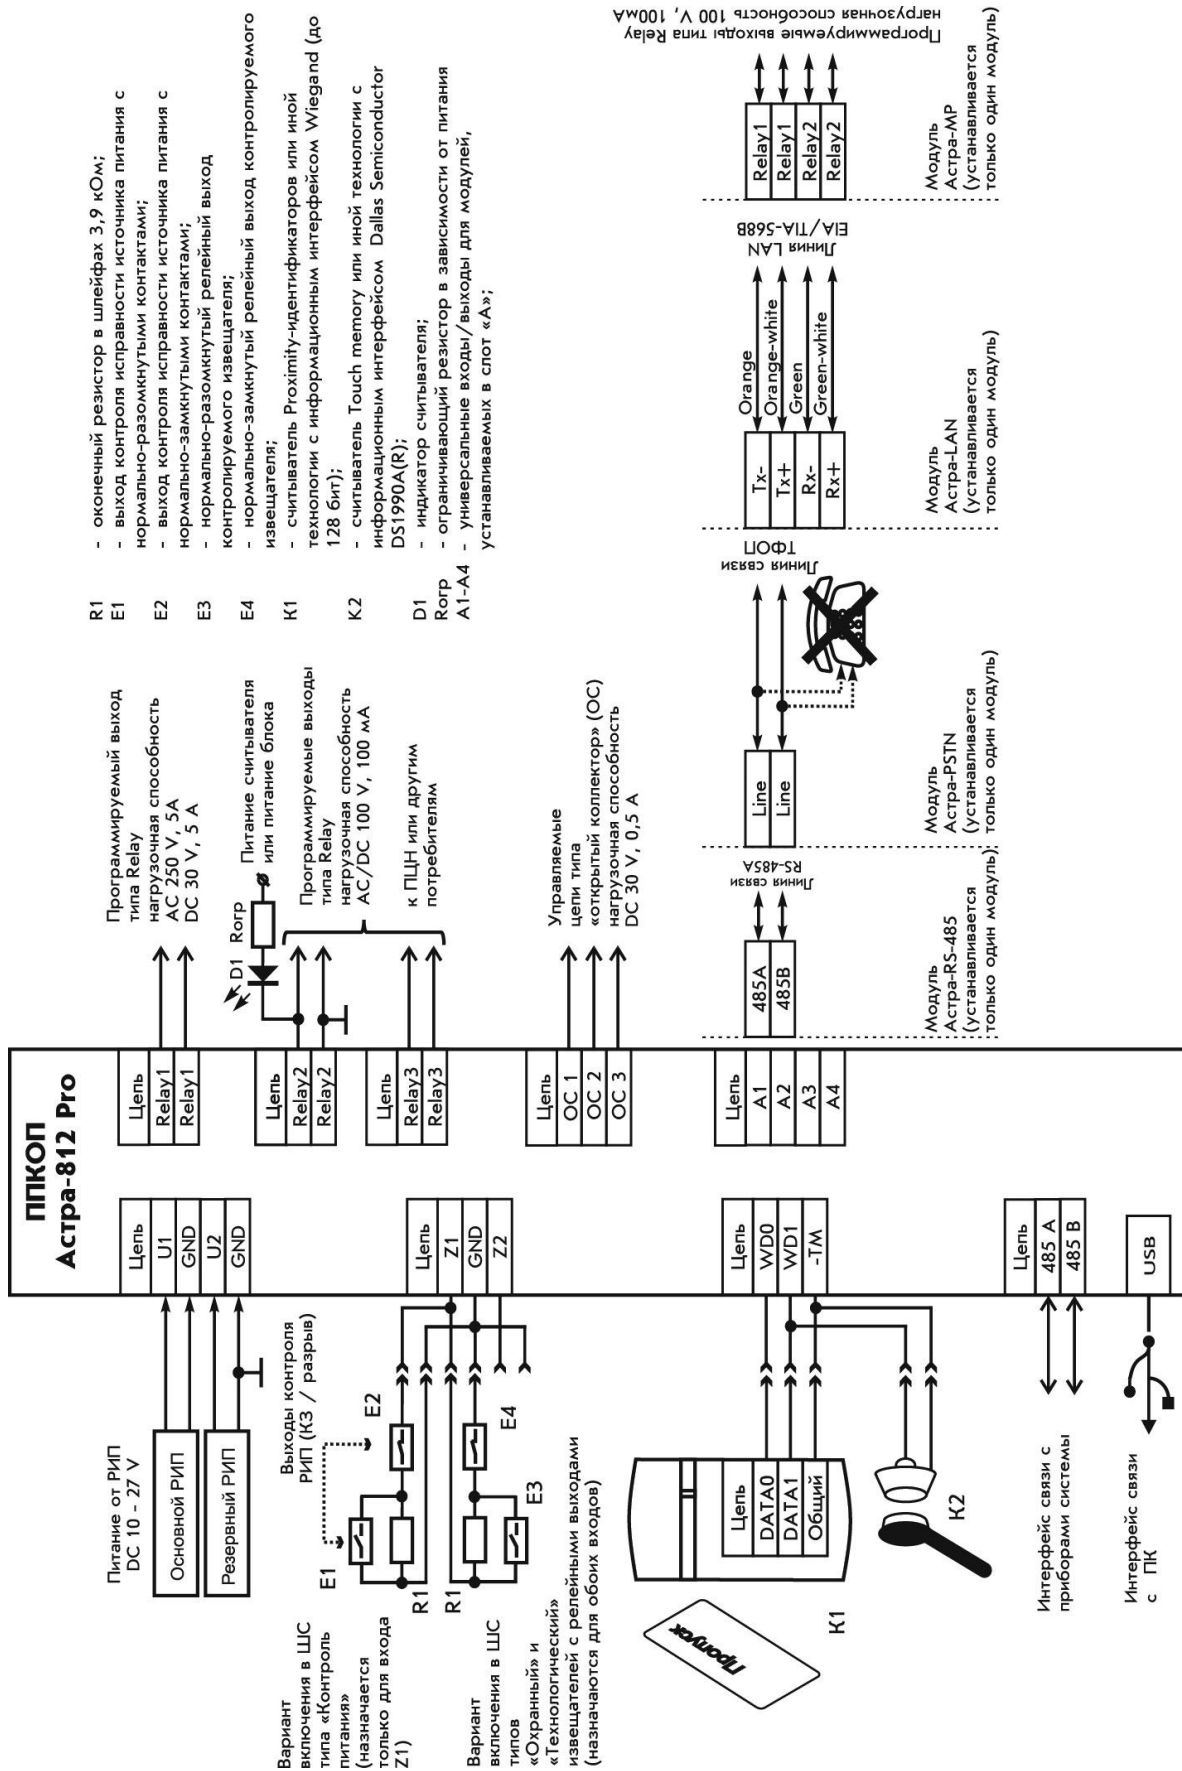 ППКОП
Астра-812 Pro
Питание от РИП
DC 10 - 27 V
Основной РИП
Резервный РИП
Цепь
U1
GND
U2
GND
Вариант
включения в ШС
типа «Контроль
питания»
(назначается
только для входа
Z1)
Выходы контроля
РИП (КЗ / разрыв)
E1
E2
R1
R1
E3
E4
Цепь
Z1
GND
Z2
Вариант
включения в ШС
типов
«Охранный» и
«Технологический»
извещателей с релейными выходами
(назначаются для обоих входов)
Пропуск
K1
Цепь
DATA0
DATA1
Общий
K2
Цепь
WD0
WD1
-TM
Интерфейс связи с
приборами системы
Цепь
485 A
485 B
Интерфейс связи
с ПК
USB
Цепь
Relay1
Relay1
Программируемый выход
типа Relay
нагрузочная способность
AC 250 V, 5A
DC 30 V, 5 A
D1
Rогр
Питание считывателя
или питание блока
Цепь
Relay2
Relay2
Программируемые выходы
типа Relay
нагрузочная способность
AC/DC 100 V, 100 мА
Цепь
Relay3
Relay3
к ПЦН или другим
потребителям
Цепь
OC 1
OC 2
OC 3
Управляемые
цепи типа
«открытый коллектор» (ОС)
нагрузочная способность
DC 30 V, 0,5 А
Цепь
A1
A2
A3
A4
485A
485B
Линия связи
RS-485A
Модуль
Астра-RS-485
(устанавливается
только один модуль)
Line
Line
Линия связи
ТФОП
Модуль
Астра-PSTN
(устанавливается
только один модуль)
Tx-
Tx+
Rx-
Rx+
Orange
Orange-white
Green
Green-white
Линия LAN
EIA/TIA-568B
Модуль
Астра-LAN
(устанавливается
только один модуль)
Relay1
Relay1
Relay2
Relay2
Программируемые выходы типа Relay
нагрузочная способность 100 V, 100мА
Модуль
Астра-МР
(устанавливается
только один модуль)
R1 - оконечный резистор в шлейфах 3,9 кОм;
E1 - выход контроля исправности источника питания с
нормально-разомкнутыми контактами;
E2 - выход контроля исправности источника питания с
нормально-замкнутыми контактами;
E3 - нормально-разомкнутый релейный выход
контролируемого извещателя;
E4 - нормально-замкнутый релейный выход контролируемого
извещателя;
K1 - считыватель Proximity-идентификаторов или иной
технологии с информационным интерфейсом Wiegand (до
128 бит);
K2 - считыватель Touch memory или иной технологии с
информационным интерфейсом Dallas Semiconductor
DS1990A(R);
D1 - индикатор считывателя;
Rогр - ограничивающий резистор в зависимости от питания
A1-A4 - универсальные входы/выходы для модулей,
устанавливаемых в слот «А»;